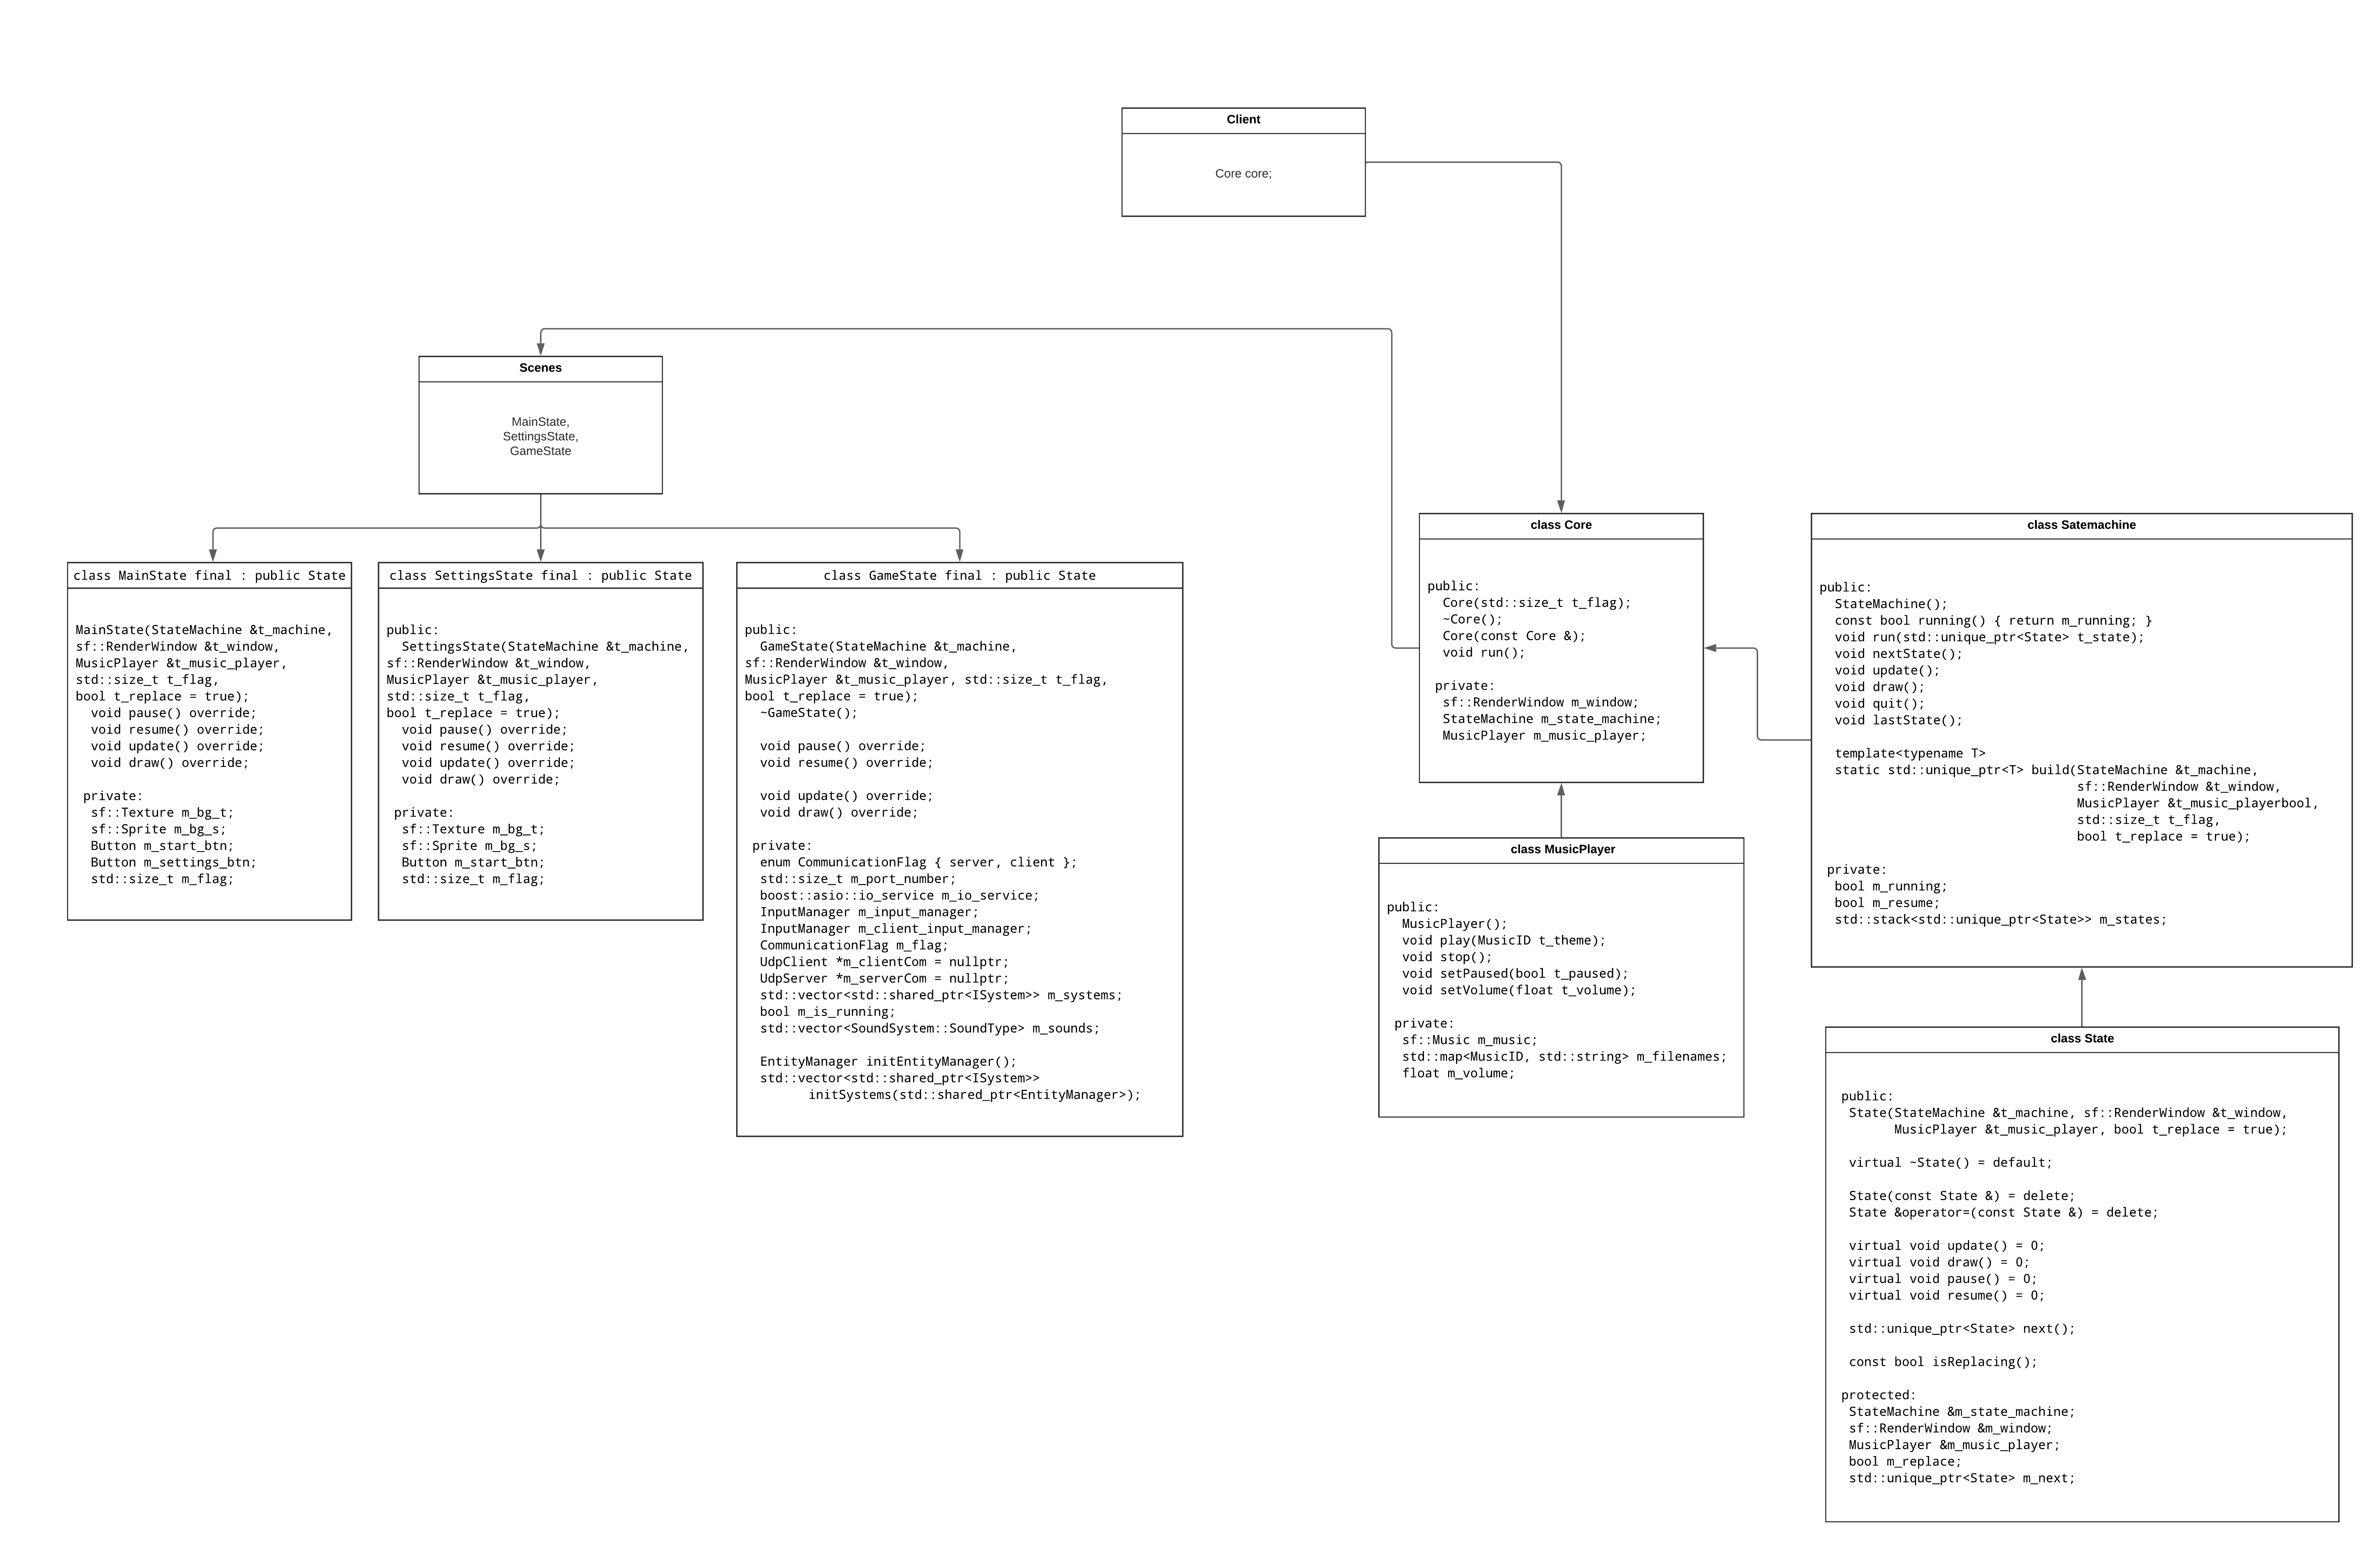 Client
Core core;
Scenes
MainState,
SettingsState,
GameState
class MainState final : public State
MainState(StateMachine &t_machine,
sf::RenderWindow &t_window,
MusicPlayer &t_music_player,
std::size_t t_flag,
bool t_replace = true);
void pause() override;
void resume() override;
void update() override;
void draw() override;
private:
sf::Texture m_bg_t;
sf::Sprite m_bg_s;
Button m_start_btn;
Button m_settings_btn;
std::size_t m_flag;
class SettingsState final : public State
public:
SettingsState(StateMachine &t_machine,
sf::RenderWindow &t_window,
MusicPlayer &t_music_player,
std::size_t t_flag,
bool t_replace = true);
void pause() override;
void resume() override;
void update() override;
void draw() override;
private:
sf::Texture m_bg_t;
sf::Sprite m_bg_s;
Button m_start_btn;
std::size_t m_flag;
class GameState final : public State
public:
GameState(StateMachine &t_machine,
sf::RenderWindow &t_window,
MusicPlayer &t_music_player, std::size_t t_flag,
bool t_replace = true);
~GameState();
void pause() override;
void resume() override;
void update() override;
void draw() override;
private:
enum CommunicationFlag { server, client };
std::size_t m_port_number;
boost::asio::io_service m_io_service;
InputManager m_input_manager;
InputManager m_client_input_manager;
CommunicationFlag m_flag;
UdpClient *m_clientCom = nullptr;
UdpServer *m_serverCom = nullptr;
std::vector<std::shared_ptr<ISystem>> m_systems;
bool m_is_running;
std::vector<SoundSystem::SoundType> m_sounds;
EntityManager initEntityManager();
std::vector<std::shared_ptr<ISystem>>
initSystems(std::shared_ptr<EntityManager>);
class Core
public:
Core(std::size_t t_flag);
~Core();
Core(const Core &);
void run();
private:
sf::RenderWindow m_window;
StateMachine m_state_machine;
MusicPlayer m_music_player;
class MusicPlayer
public:
MusicPlayer();
void play(MusicID t_theme);
void stop();
void setPaused(bool t_paused);
void setVolume(float t_volume);
private:
sf::Music m_music;
std::map<MusicID, std::string> m_filenames;
float m_volume;
class Satemachine
public:
StateMachine();
const bool running() { return m_running; }
void run(std::unique_ptr<State> t_state);
void nextState();
void update();
void draw();
void quit();
void lastState();
template<typename T>
static std::unique_ptr<T> build(StateMachine &t_machine,
sf::RenderWindow &t_window,
MusicPlayer &t_music_playerbool,
std::size_t t_flag,
bool t_replace = true);
private:
bool m_running;
bool m_resume;
std::stack<std::unique_ptr<State>> m_states;
class State
public:
State(StateMachine &t_machine, sf::RenderWindow &t_window,
MusicPlayer &t_music_player, bool t_replace = true);
virtual ~State() = default;
State(const State &) = delete;
State &operator=(const State &) = delete;
virtual void update() = 0;
virtual void draw() = 0;
virtual void pause() = 0;
virtual void resume() = 0;
std::unique_ptr<State> next();
const bool isReplacing();
protected:
StateMachine &m_state_machine;
sf::RenderWindow &m_window;
MusicPlayer &m_music_player;
bool m_replace;
std::unique_ptr<State> m_next;